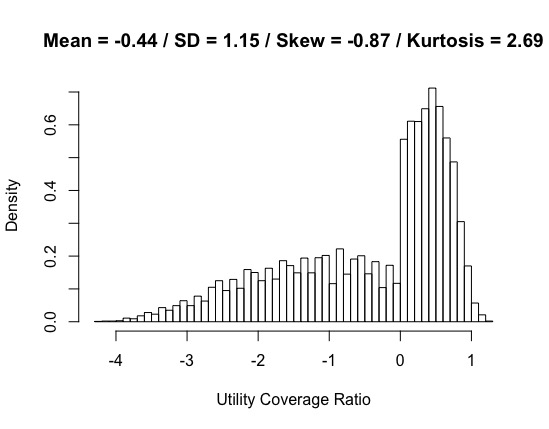 Mean = -0.44 / SD = 1.15 / Skew = -0.87 / Kurtosis = 2.69
Density
0.6
0.4
0.2
0.0
-4 -3 -2 -1 0 1
Utility Coverage Ratio